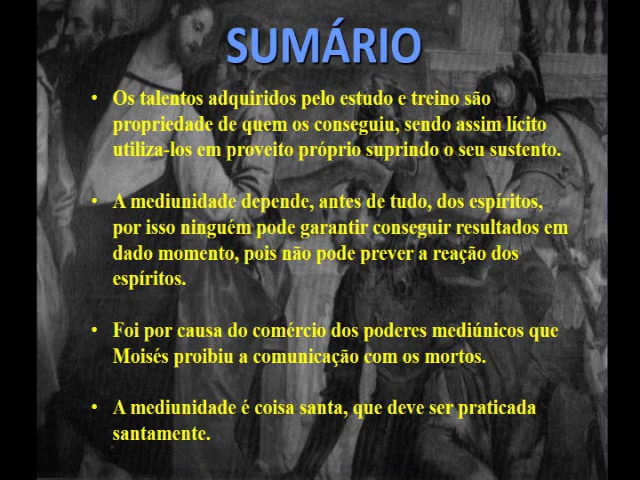 SUMÁRIO
• Os talentos adquiridos pelo estudo e treino são
propriedade de quem os conseguiu, sendo assim lícito
utiliza-los em proveito próprio suprindo o seu sustento.
• A mediunidade depende, antes de tudo, dos espíritos,
por isso ninguém pode garantir conseguir resultados em
dado momento, pois não pode prever a reação dos
espíritos.
• Foi por causa do comércio dos poderes mediúnicos que
Moisés proibiu a comunicação com os mortos.
• A mediunidade é coisa santa, que deve ser praticada
santamente.